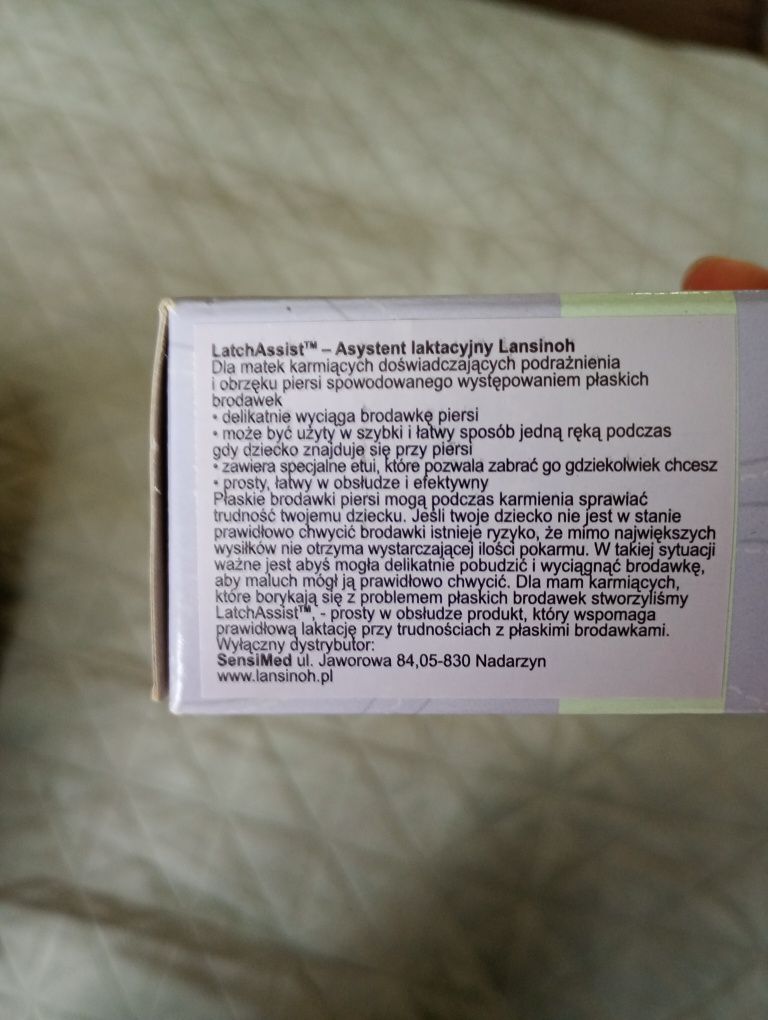 LatchAssist™ – Asystent laktacyjny Lansinoh
Dla matek karmiących doświadczających podrażnienia
i obrzęku piersi spowodowanego występowaniem płaskich
brodawek
• delikatnie wyciąga brodawkę piersi
• może być użyty w szybki i łatwy sposób jedną ręką podczas
gdy dziecko znajduje się przy piersi
• zawiera specjalne etui, które pozwala zabrać go gdziekolwiek chcesz
• prosty, łatwy w obsłudze i efektywny
Płaskie brodawki piersi mogą podczas karmienia sprawiać
trudność twojemu dziecku. Jeśli twoje dziecko nie jest w stanie
prawidłowo chwycić brodawki istnieje ryzyko, że mimo największych
wysiłków nie otrzyma wystarczającej ilości pokarmu. W takiej sytuacji
ważne jest abyś mogła delikatnie pobudzić i wyciągnąć brodawkę,
aby maluch mógł ją prawidłowo chwycić. Dla mam karmiących,
które borykają się z problemem płaskich brodawek stworzyliśmy
LatchAssist™, - prosty w obsłudze produkt, który wspomaga
prawidłową laktację przy trudnościach z płaskimi brodawkami.
Wyłączny dystrybutor:
SensiMed ul. Jaworowa 84,05-830 Nadarzyn
www.lansinoh.pl